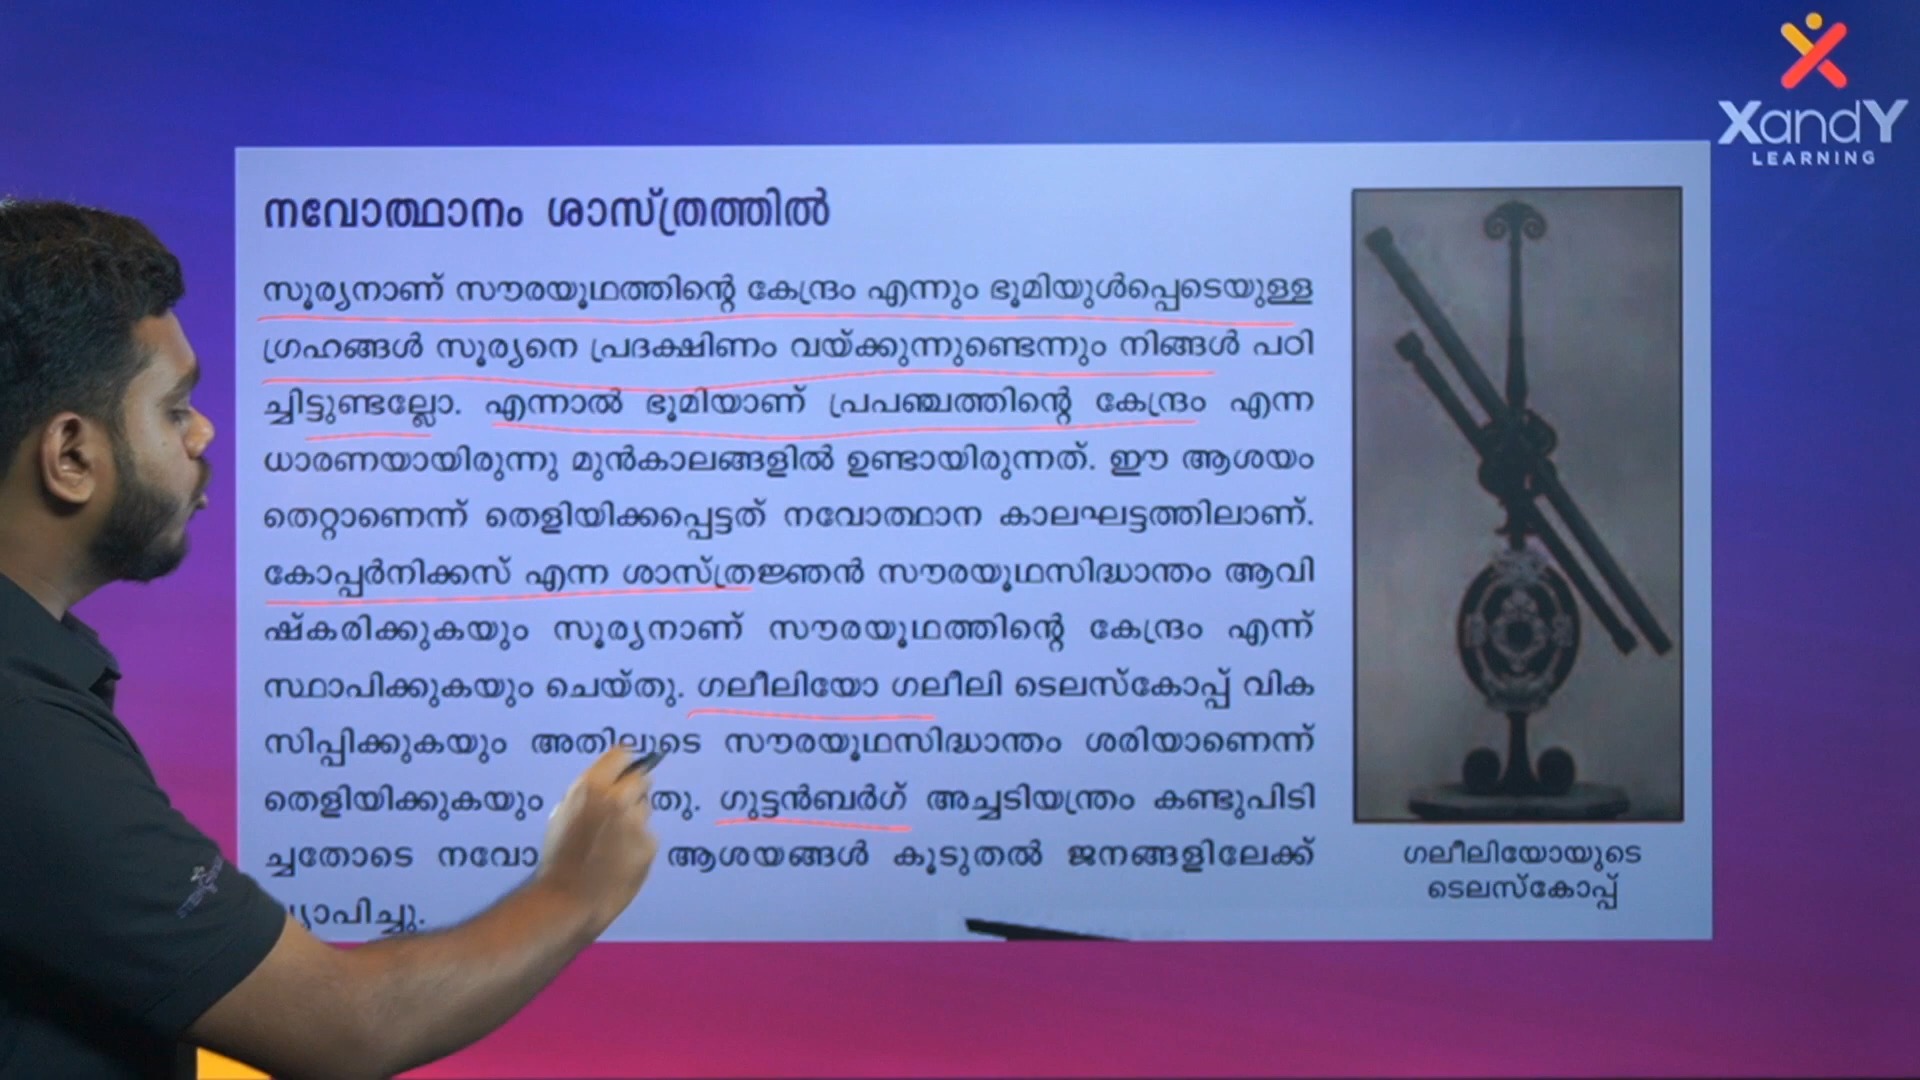 XandY
LEARNING
നവോത്ഥാനം ശാസ്ത്രത്തിൽ
സൂര്യനാണ് സൗരയൂഥത്തിന്റെ കേന്ദ്രം എന്നും ഭൂമിയുൾപ്പെടെയുള്ള
ഗ്രഹങ്ങൾ സൂര്യനെ പ്രദക്ഷിണം വയ്ക്കുന്നുണ്ടെന്നും നിങ്ങൾ പഠി
ച്ചിട്ടുണ്ടല്ലോ. എന്നാൽ ഭൂമിയാണ് പ്രപഞ്ചത്തിന്റെ കേന്ദ്രം എന്ന
ധാരണയായിരുന്നു മുൻകാലങ്ങളിൽ ഉണ്ടായിരുന്നത്. ഈ ആശയം
തെറ്റാണെന്ന് തെളിയിക്കപ്പെട്ടത് നവോത്ഥാന കാലഘട്ടത്തിലാണ്.
കോപ്പർനിക്കസ് എന്ന ശാസ്ത്രജ്ഞൻ സൗരയൂഥസിദ്ധാന്തം ആവി
ഷ്കരിക്കുകയും സൂര്യനാണ് സൗരയൂഥത്തിന്റെ കേന്ദ്രം എന്ന്
സ്ഥാപിക്കുകയും ചെയ്തു. ഗലീലിയോ ഗലീലി ടെലസ്കോപ്പ് വിക
സിപ്പിക്കുകയും അതിലൂടെ സൗരയൂഥസിദ്ധാന്തം ശരിയാണെന്ന്
തെളിയിക്കുകയും തു. ഗുട്ടൻബർഗ് അച്ചടിയന്ത്രം കണ്ടുപിടി
ച്ചതോടെ നവോ ആശയങ്ങൾ കൂടുതൽ ജനങ്ങളിലേക്ക്
്യാപിച്ചു.
ഗലീലിയോയുടെ
ടെലസ്കോപ്പ്